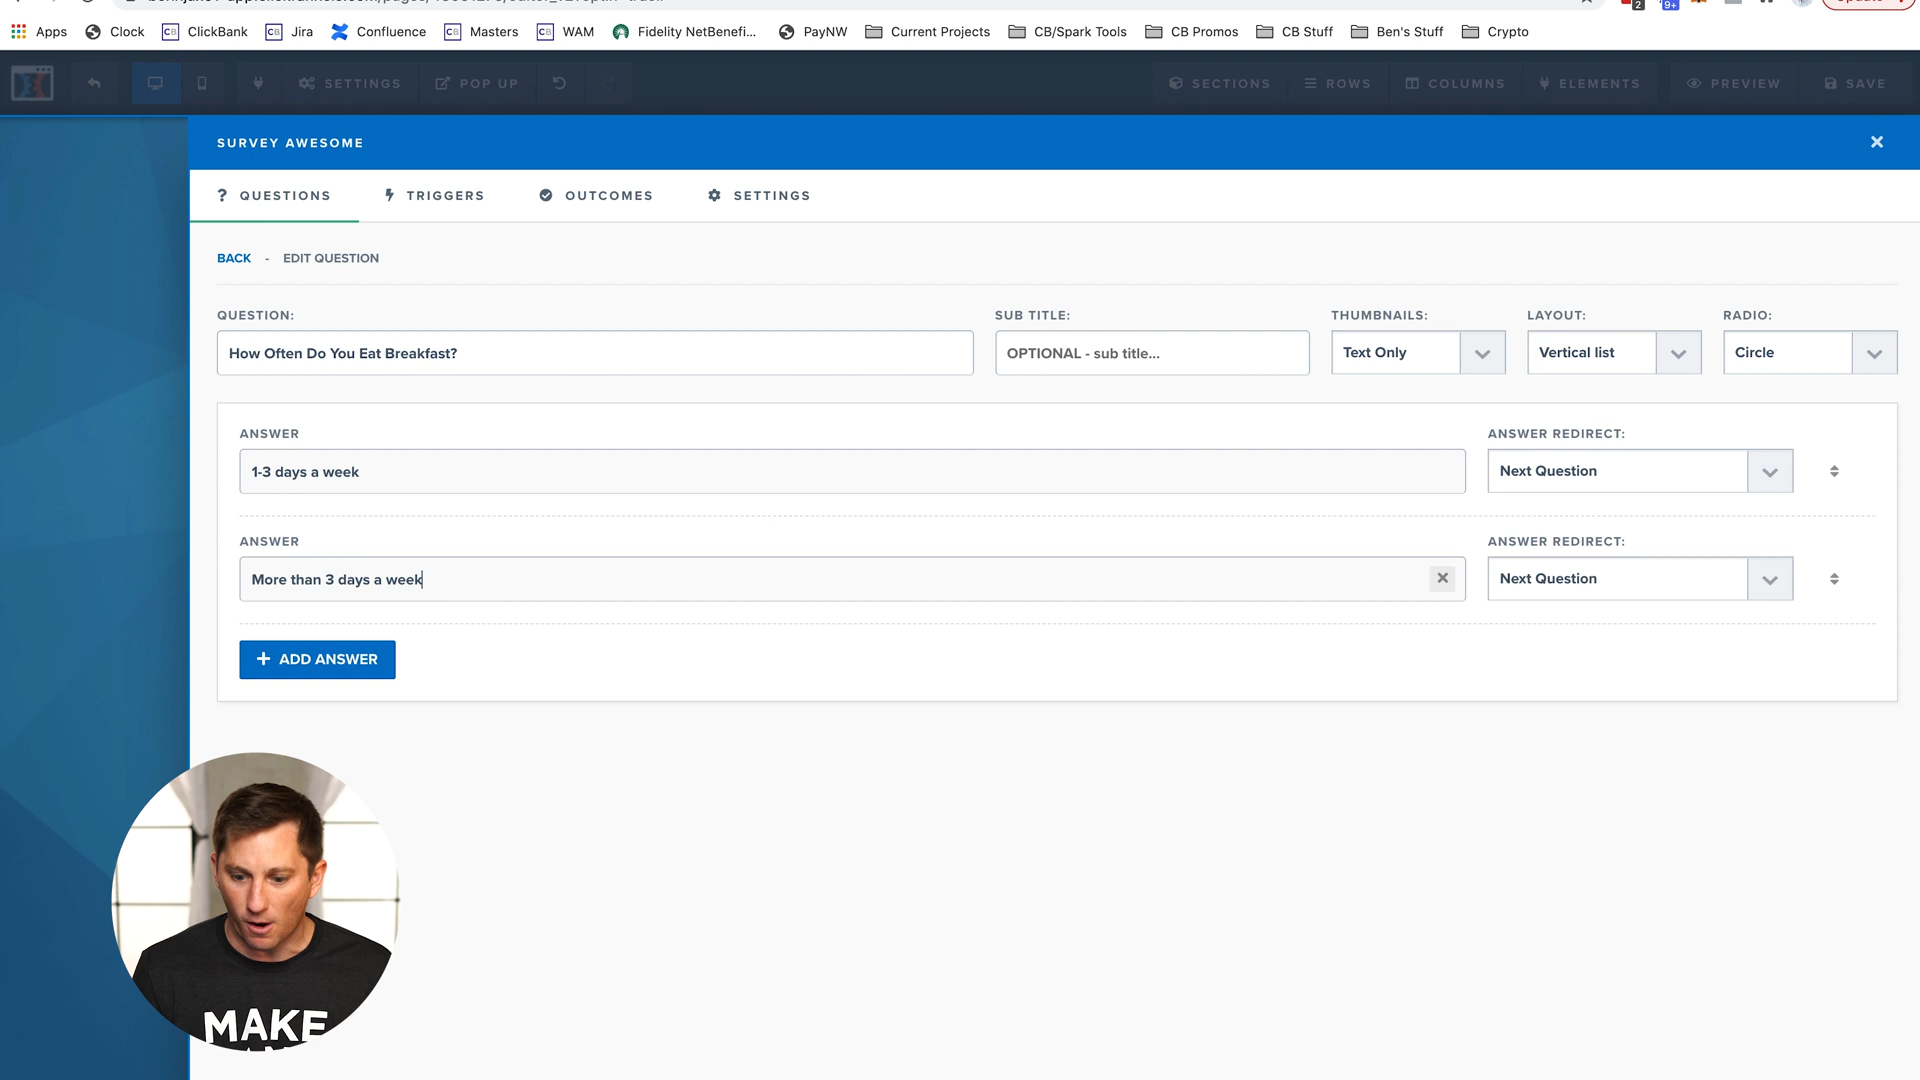 Apps Clock ClickBank Jira Confluence Masters WAM Fidelity NetBenefi... PayNW Current Projects CB/Spark Tools CB Promos CB Stuff Ben's Stuff Crypto
2 9+
SETTINGS POP UP SECTIONS ROWS COLUMNS ELEMENTS PREVIEW SAVE
SURVEY AWESOME
QUESTIONS TRIGGERS OUTCOMES SETTINGS
BACK - EDIT QUESTION
QUESTION: SUB TITLE: THUMBNAILS: LAYOUT: RADIO:
How Often Do You Eat Breakfast? OPTIONAL - sub title... Text Only Vertical list Circle
ANSWER ANSWER REDIRECT:
1-3 days a week Next Question
ANSWER ANSWER REDIRECT:
More than 3 days a week Next Question
+ ADD ANSWER
MAKE